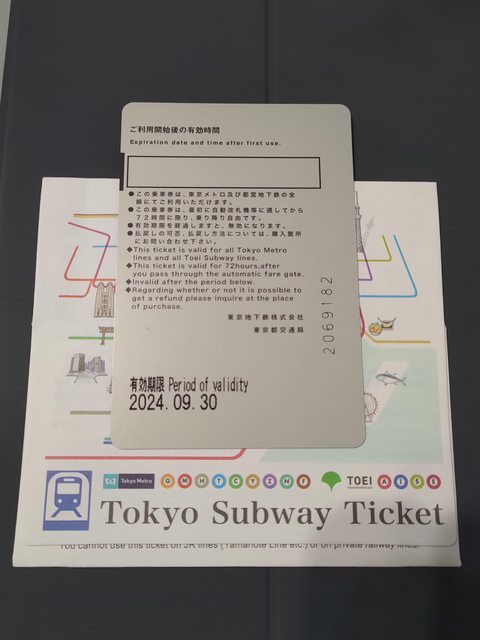 ご利用開始後の有効時間
Expiration date and time after first use.
●この乗車券は、東京メトロ及び都営地下鉄の全
線にてご利用いただけます。
●この乗車券は、最初に自動改札機等に通してから
72時間に限り、乗り降り自由です。
●有効期限を経過しますと、無効になります。
●払戻しの可否、払戻し方法については、購入箇所
にお問い合わせ下さい。
◆This ticket is valid for all Tokyo Metro
lines and all Toei Subway lines.
◆This ticket is valid for 72hours,after
you pass through the automatic fare gate.
◆Invalid after the period below.
◆Regarding whether or not it is possible to
get a refund please inquire at the place
of purchase.
東京地下鉄株式会社
東京都交通局
2069182
有効期限 Period of validity
2024.09.30
Tokyo Metro G M H T C Y Z N F TOEI A I S E
Tokyo Subway Ticket
You cannot use this ticket on JR lines (Yamanote Line etc.) or on private railway lines.